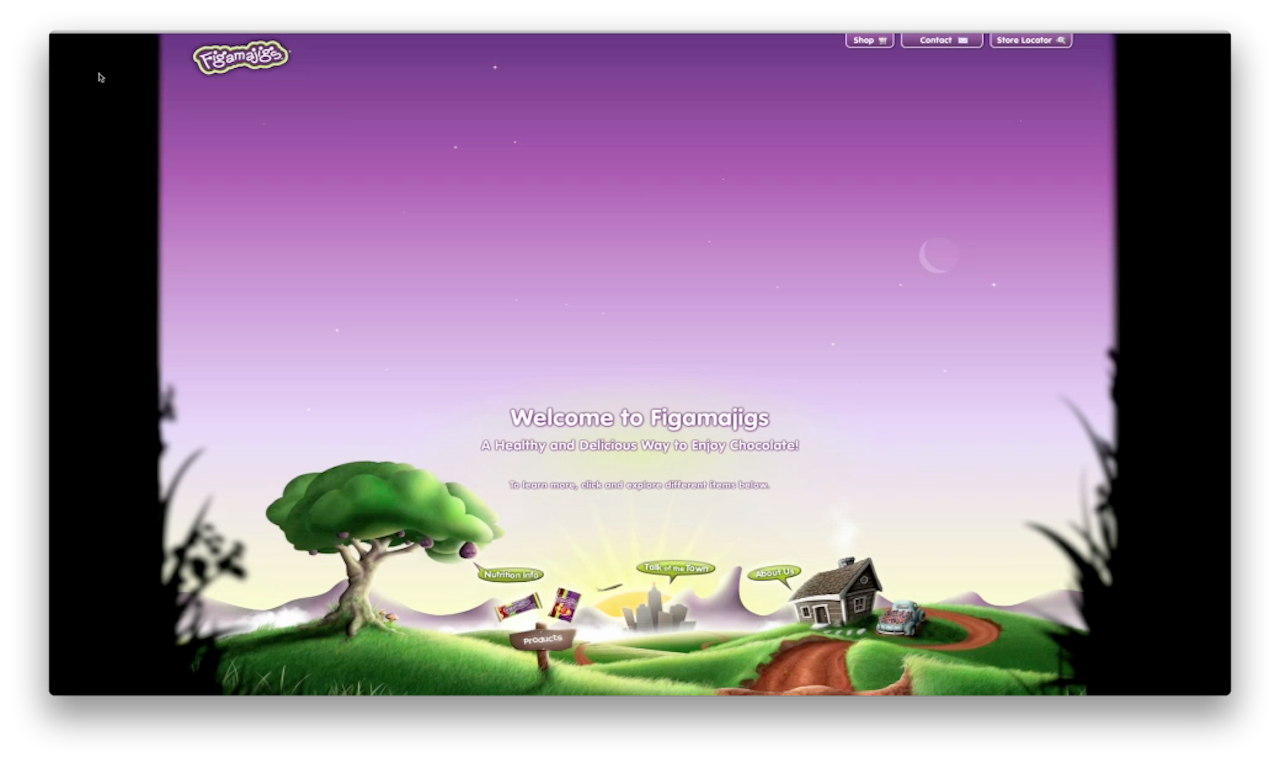 Figamajigs
Shop
Contact
Store Locator
Welcome to Figamajigs
A Healthy and Delicious Way to Enjoy Chocolate!
To learn more, click and explore different items below.
Nutrition Info
Talk of the Town
About Us
Products